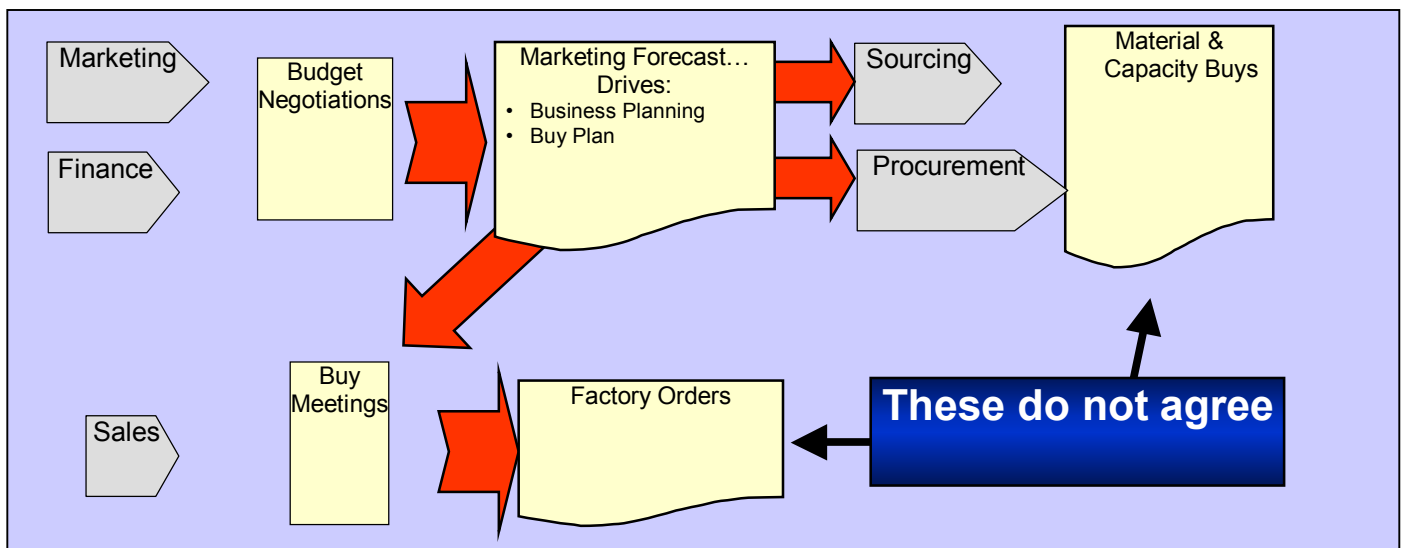 Marketing
Finance
Budget
Negotiations
Marketing Forecast…
Drives:
• Business Planning
• Buy Plan
Sourcing
Procurement
Material &
Capacity Buys
Sales
Buy
Meetings
Factory Orders
These do not agree